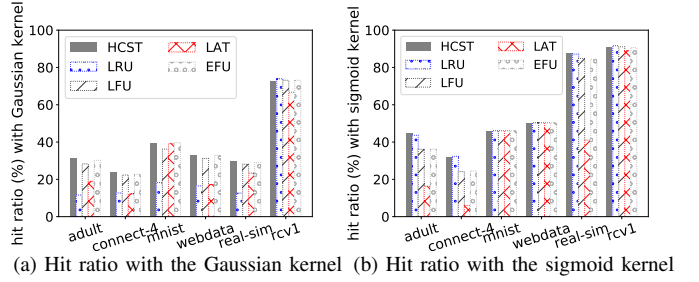 hit ratio (%) with Gaussian kernel
100
80
60
40
20
0
HCST
LRU
LFU
LAT
EFU
adult
connect-4
mnist
webdata
real-sim
rcv1
(a) Hit ratio with the Gaussian kernel
hit ratio (%) with sigmoid kernel
100
80
60
40
20
0
HCST
LRU
LFU
LAT
EFU
adult
connect-4
mnist
webdata
real-sim
rcv1
(b) Hit ratio with the sigmoid kernel